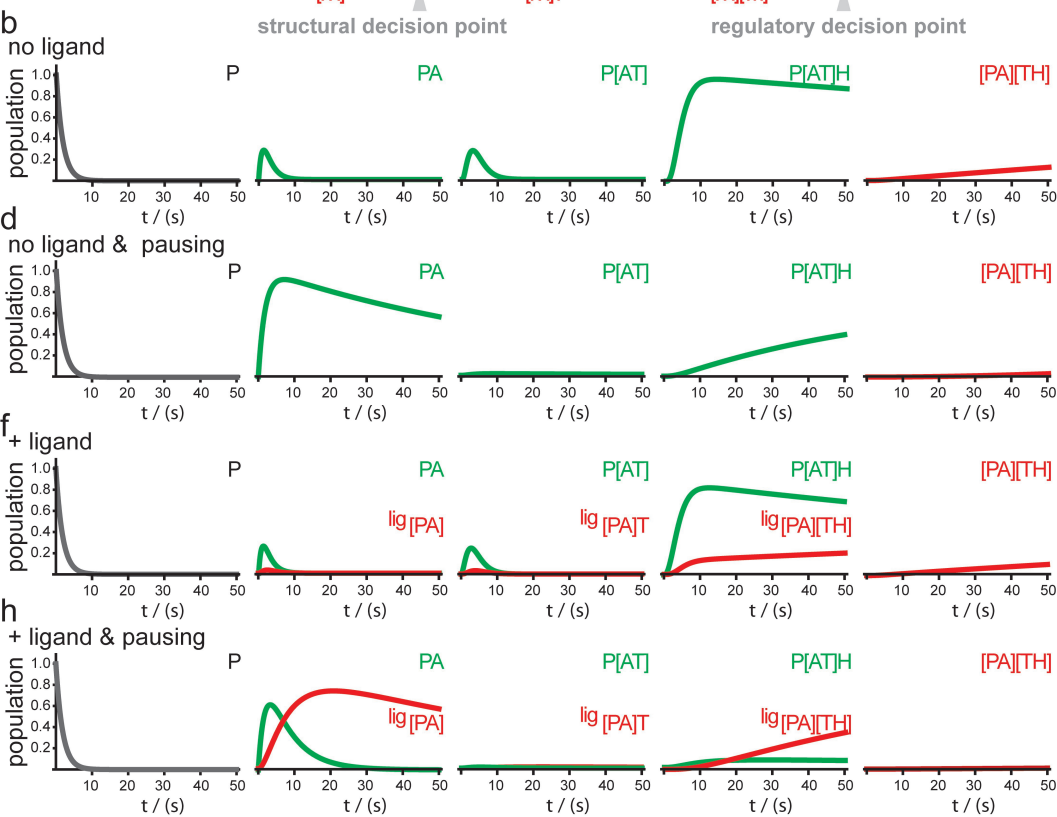 structural decision point regulatory decision point
b
no ligand
population
1.0 0.8 0.6 0.4 0.2
P PA P[AT] P[AT]H [PA][TH]
10 20 30 40 50 10 20 30 40 50 10 20 30 40 50 10 20 30 40 50 10 20 30 40 50
t / (s) t / (s) t / (s) t / (s) t / (s)
d
no ligand & pausing
population
1.0 0.8 0.6 0.4 0.2
P PA P[AT] P[AT]H [PA][TH]
10 20 30 40 50 10 20 30 40 50 10 20 30 40 50 10 20 30 40 50 10 20 30 40 50
t / (s) t / (s) t / (s) t / (s) t / (s)
f
+ ligand
population
1.0 0.8 0.6 0.4 0.2
P PA P[AT] P[AT]H [PA][TH]
lig [PA] lig [PA]T lig [PA][TH]
10 20 30 40 50 10 20 30 40 50 10 20 30 40 50 10 20 30 40 50 10 20 30 40 50
t / (s) t / (s) t / (s) t / (s) t / (s)
h
+ ligand & pausing
population
1.0 0.8 0.6 0.4 0.2
P PA P[AT] P[AT]H [PA][TH]
lig [PA] lig [PA]T lig [PA][TH]
10 20 30 40 50 10 20 30 40 50 10 20 30 40 50 10 20 30 40 50 10 20 30 40 50
t / (s) t / (s) t / (s) t / (s) t / (s)